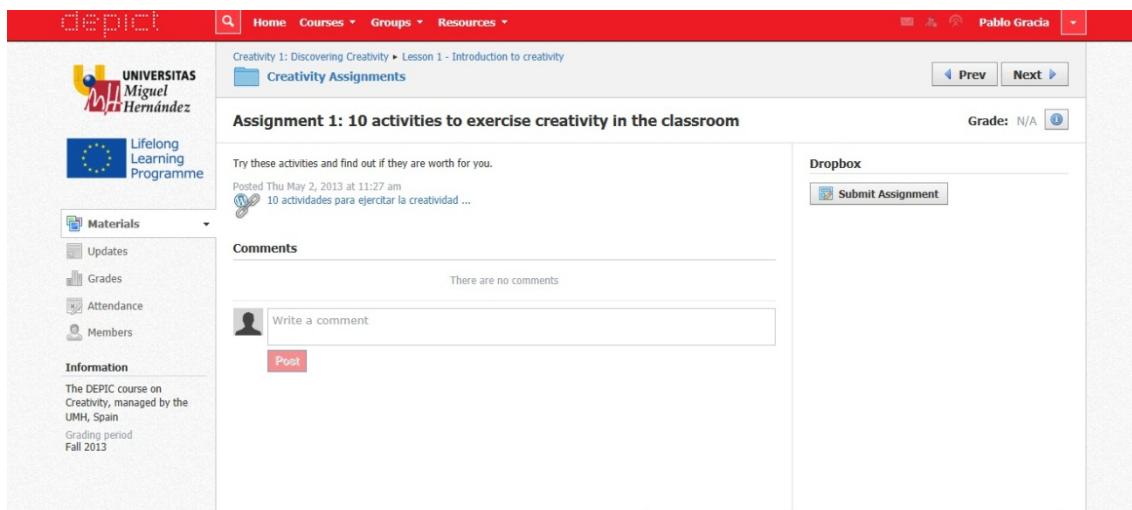 depict
Home Courses Groups Resources
Pablo Gracia
UNIVERSITAS
Miguel
Hernández
Lifelong
Learning
Programme
Materials
Updates
Grades
Attendance
Members
Information
The DEPIC course on
Creativity, managed by the
UMH, Spain
Grading period
Fall 2013
Creativity 1: Discovering Creativity ▸ Lesson 1 - Introduction to creativity
Creativity Assignments
Prev Next
Assignment 1: 10 activities to exercise creativity in the classroom
Grade: N/A
Try these activities and find out if they are worth for you.
Posted Thu May 2, 2013 at 11:27 am
10 actividades para ejercitar la creatividad ...
Comments
There are no comments
Write a comment
Post
Dropbox
Submit Assignment